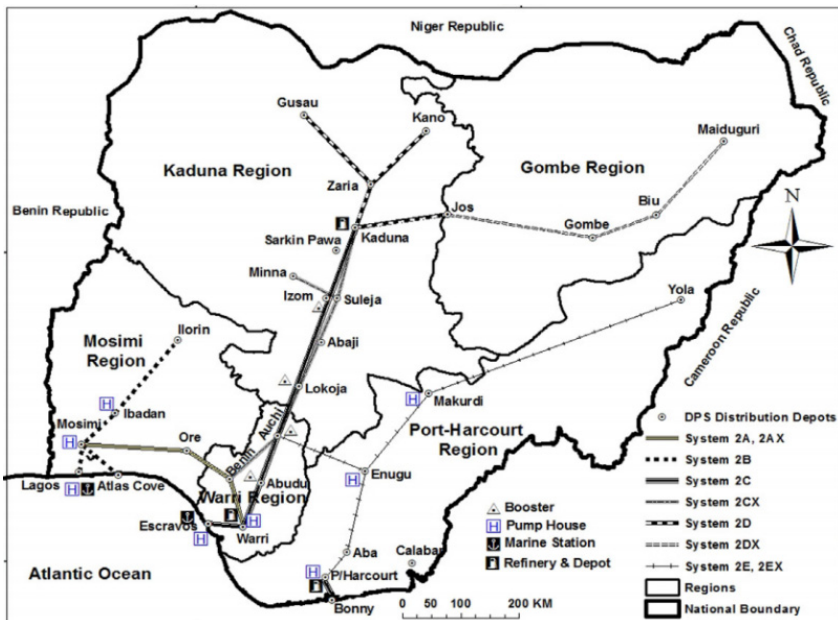 Niger Republic
Chad Republic
Gusau
Kano
Maiduguri
Kaduna Region
Gombe Region
Zaria
Benin Republic
Jos
Biu
N
Kaduna
Gombe
Sarkin Pawa
Minna
Izom
Suleja
Yola
Ilorin
Abaji
Mosimi
Region
Cameroon Republic
Lokoja
Ibadan
Makurdi
Mosimi
Auchi
Port-Harcourt
Region
Ore
Benin
Enugu
Lagos
Atlas Cove
Abudu
Warri Region
Escravos
Warri
Aba
Calabar
Atlantic Ocean
P/Harcourt
Bonny
Booster
H Pump House
Marine Station
Refinery & Depot
0 50 100 200 KM
DPS Distribution Depots
System 2A, 2AX
System 2B
System 2C
System 2CX
System 2D
System 2DX
System 2E, 2EX
Regions
National Boundary